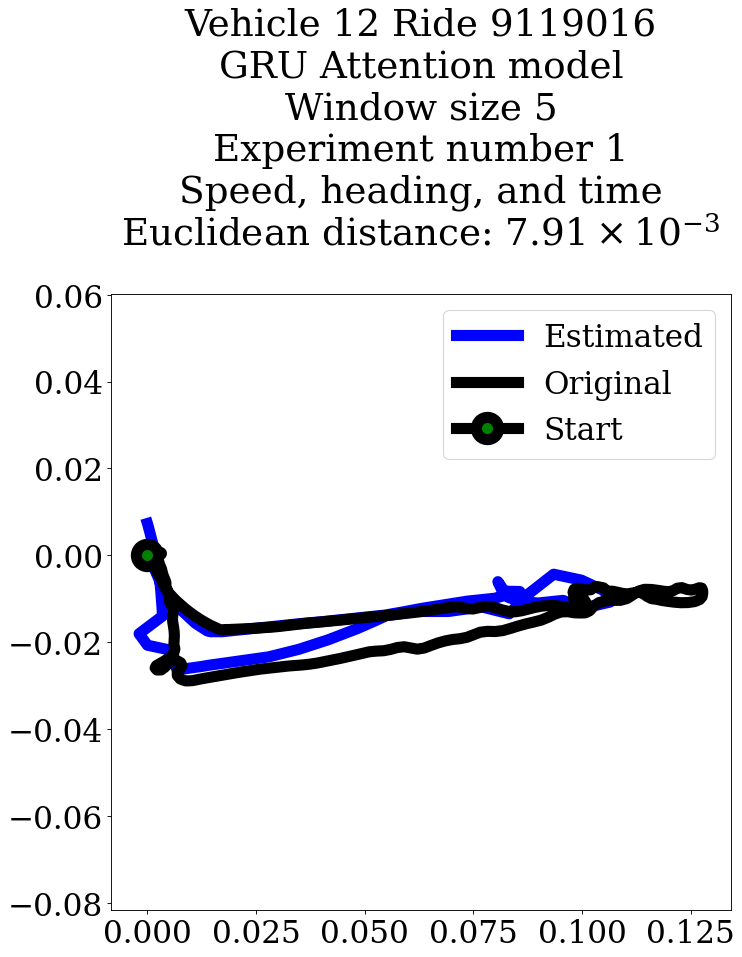 Vehicle 12 Ride 9119016
GRU Attention model
Window size 5
Experiment number 1
Speed, heading, and time
Euclidean distance: 7.91 × 10⁻³
Estimated
Original
Start
0.06
0.04
0.02
0.00
−0.02
−0.04
−0.06
−0.08
0.000 0.025 0.050 0.075 0.100 0.125